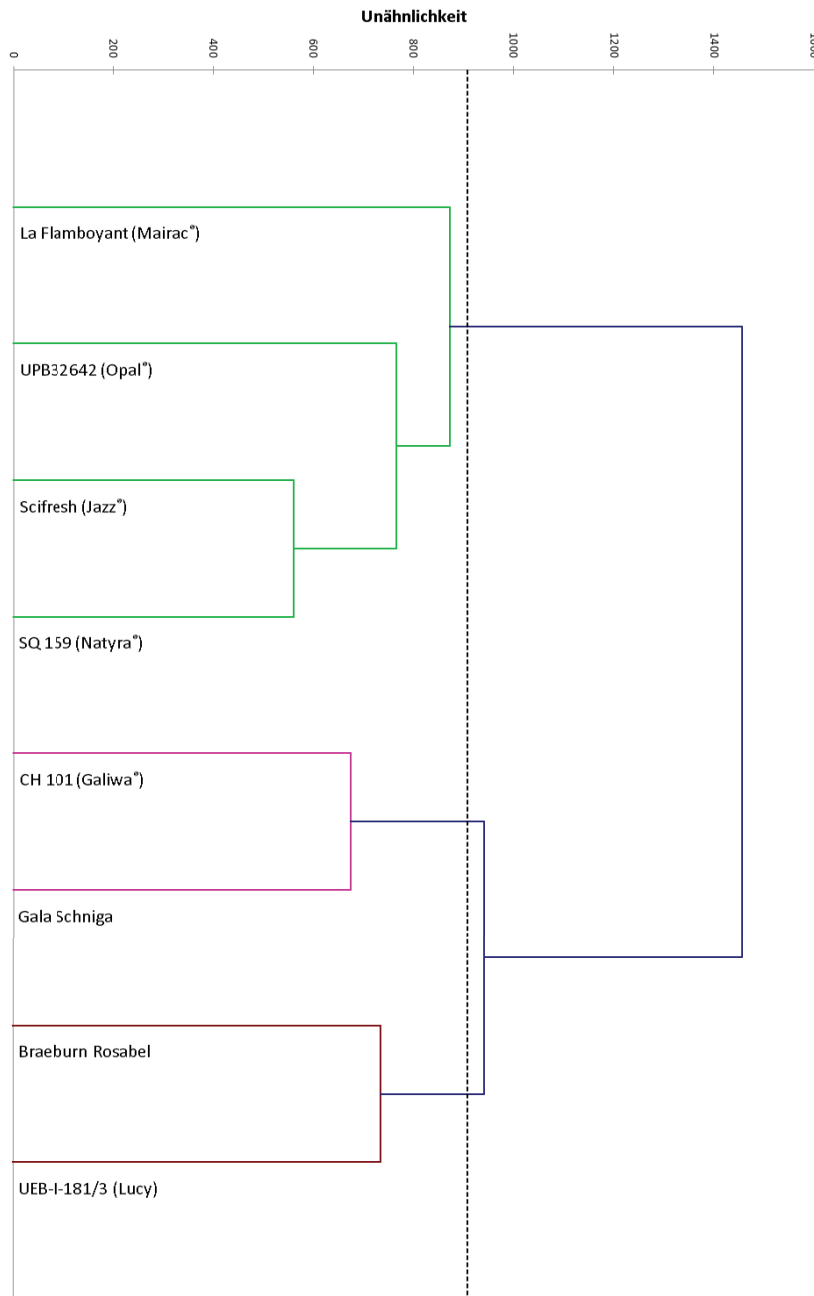 Unähnlichkeit
0 200 400 600 800 1000 1200 1400
La Flamboyant (Mairac®)
UPB32642 (Opal®)
Scifresh (Jazz®)
SQ 159 (Natyra®)
CH 101 (Galiwa®)
Gala Schniga
Braeburn Rosabel
UEB-I-181/3 (Lucy)